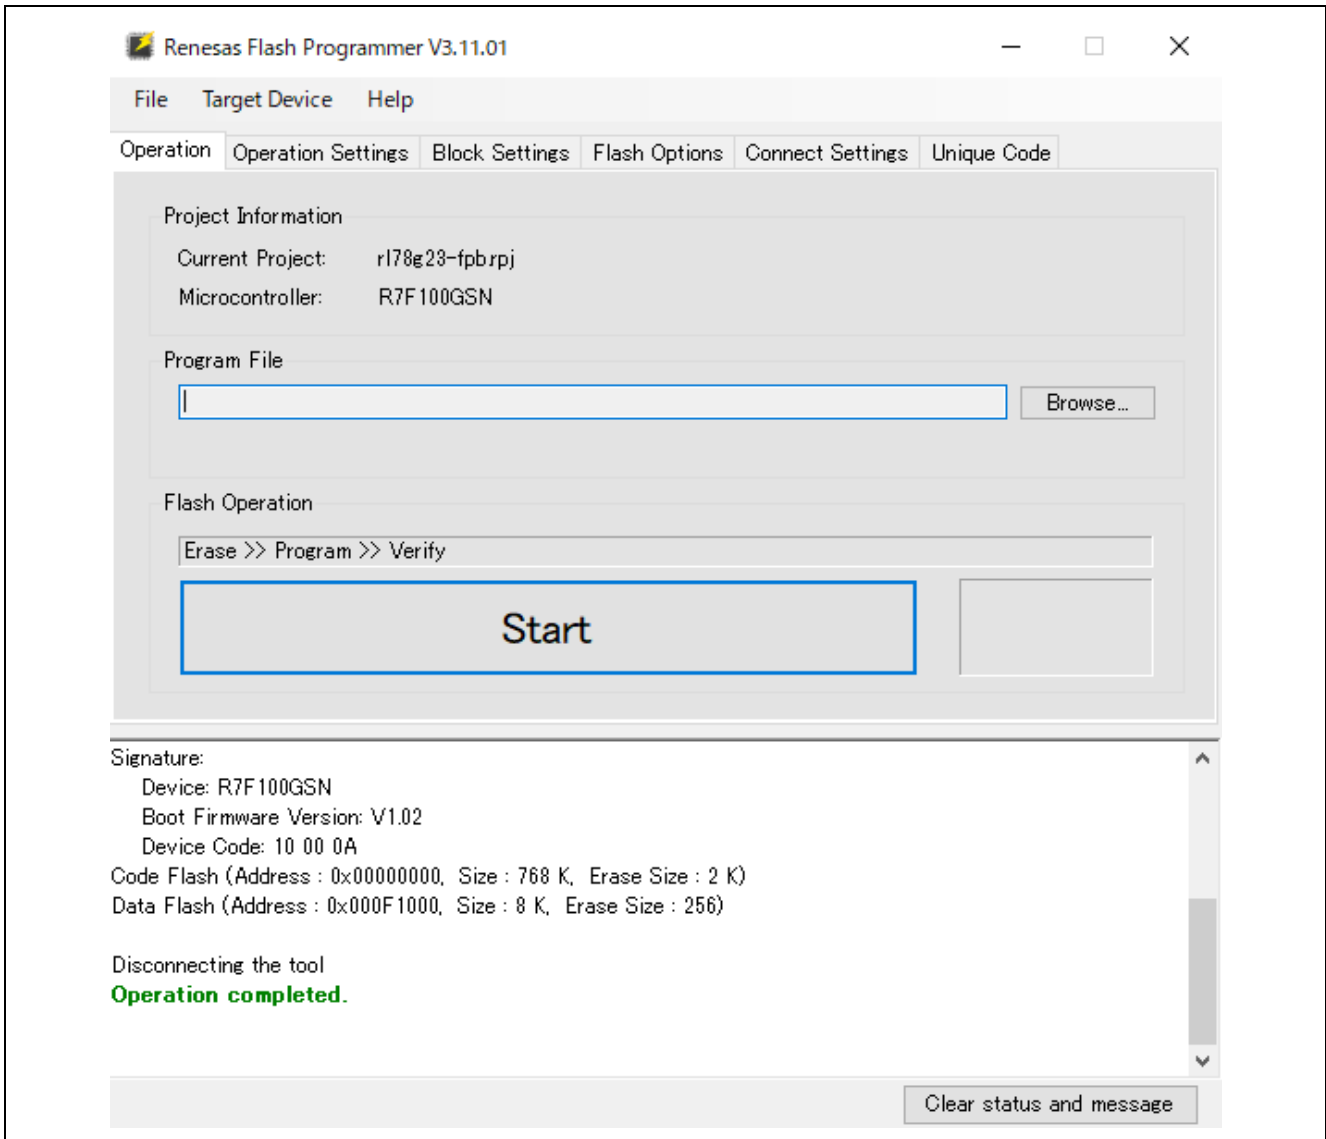 Renesas Flash Programmer V3.11.01
File Target Device Help
Operation Operation Settings Block Settings Flash Options Connect Settings Unique Code
Project Information
Current Project: rl78g23-fpb.rpj
Microcontroller: R7F100GSN
Program File
Browse...
Flash Operation
Erase >> Program >> Verify
Start
Signature:
Device: R7F100GSN
Boot Firmware Version: V1.02
Device Code: 10 00 0A
Code Flash (Address : 0x00000000, Size : 768 K, Erase Size : 2 K)
Data Flash (Address : 0x000F1000, Size : 8 K, Erase Size : 256)
Disconnecting the tool
Operation completed.
Clear status and message